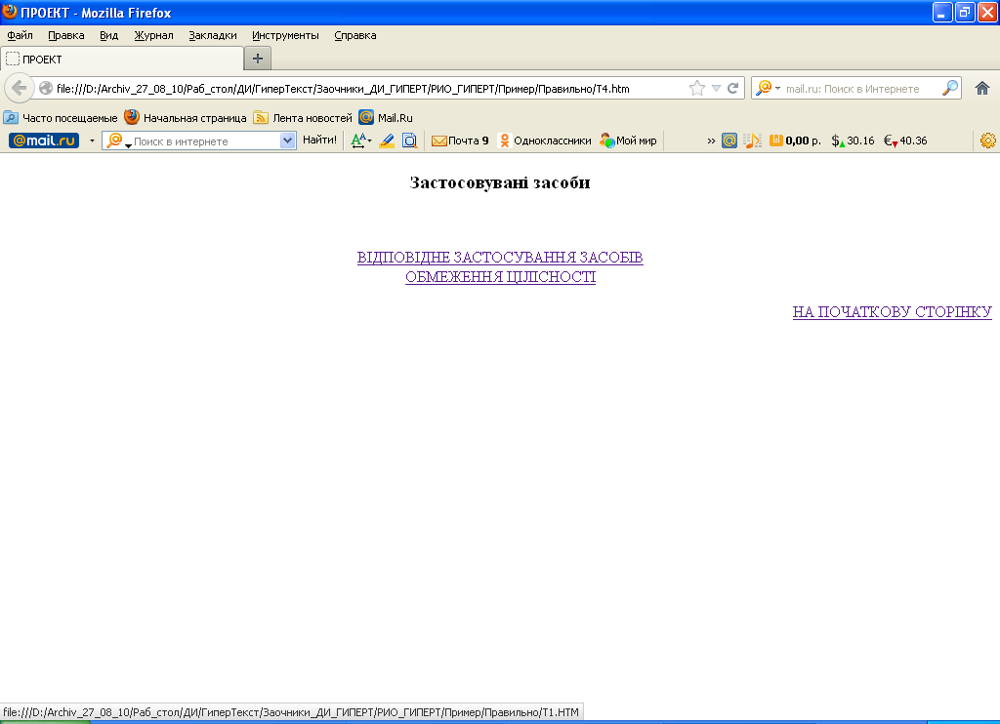 ПРОЕКТ - Mozilla Firefox
Файл Правка Вид Журнал Закладки Инструменты Справка
ПРОЕКТ
file:///D:/Archiv_27_08_10/Раб_стол/ДИ/ГиперТекст/Заочники_ДИ_ГИПЕРТ/РИО_ГИПЕРТ/Пример/Правильно/T4.htm mail.ru: Поиск в Интернете
Часто посещаемые Начальная страница Лента новостей Mail.Ru
@mail.ru Поиск в интернете Найти! Почта 9 Одноклассники Мой мир » 0,00 р. $ 30.16 € 40.36
Застосовувані засоби
ВІДПОВІДНЕ ЗАСТОСУВАННЯ ЗАСОБІВ
ОБМЕЖЕННЯ ЦІЛІСНОСТІ
НА ПОЧАТКОВУ СТОРІНКУ
file:///D:/Archiv_27_08_10/Раб_стол/ДИ/ГиперТекст/Заочники_ДИ_ГИПЕРТ/РИО_ГИПЕРТ/Пример/Правильно/T1.HTM